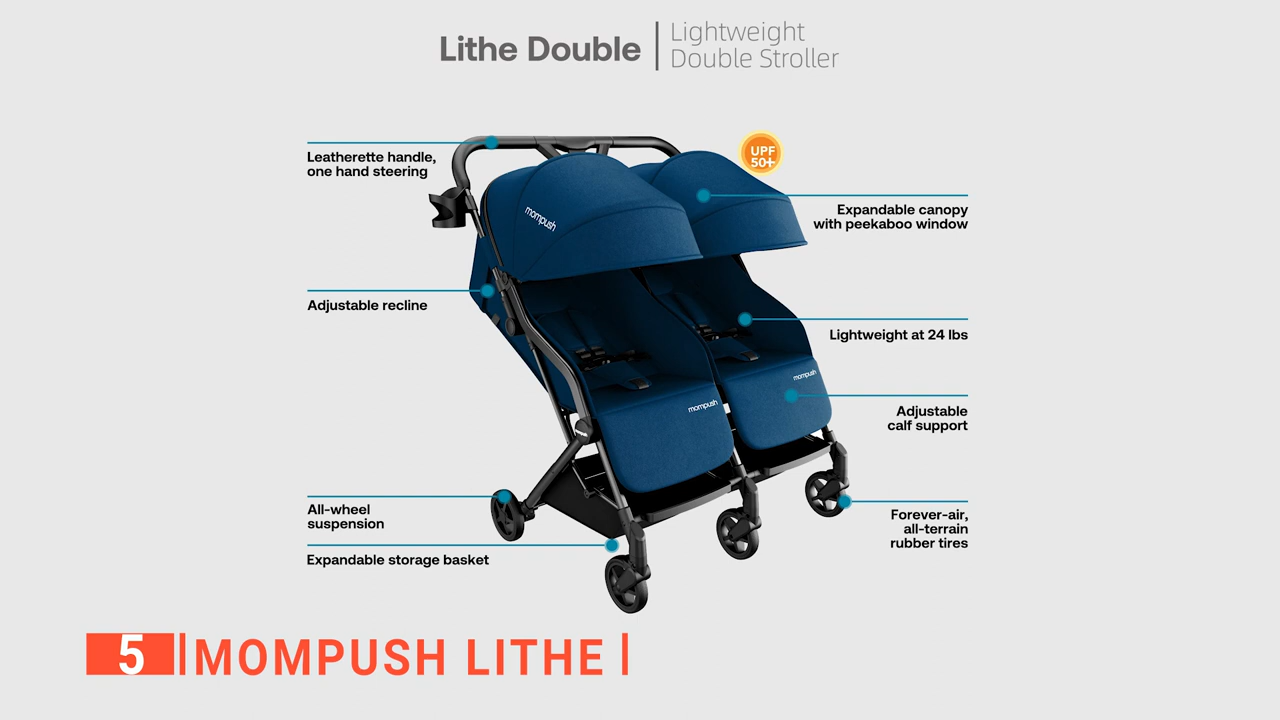 Lithe Double
Lightweight
Double Stroller
Leatherette handle,
one hand steering
UPF
50+
mompush
Expandable canopy
with peekaboo window
Adjustable recline
Lightweight at 24 lbs
mompush
mompush
Adjustable
calf support
All-wheel
suspension
Forever-air,
all-terrain
rubber tires
Expandable storage basket
5
MOMPUSH LITHE